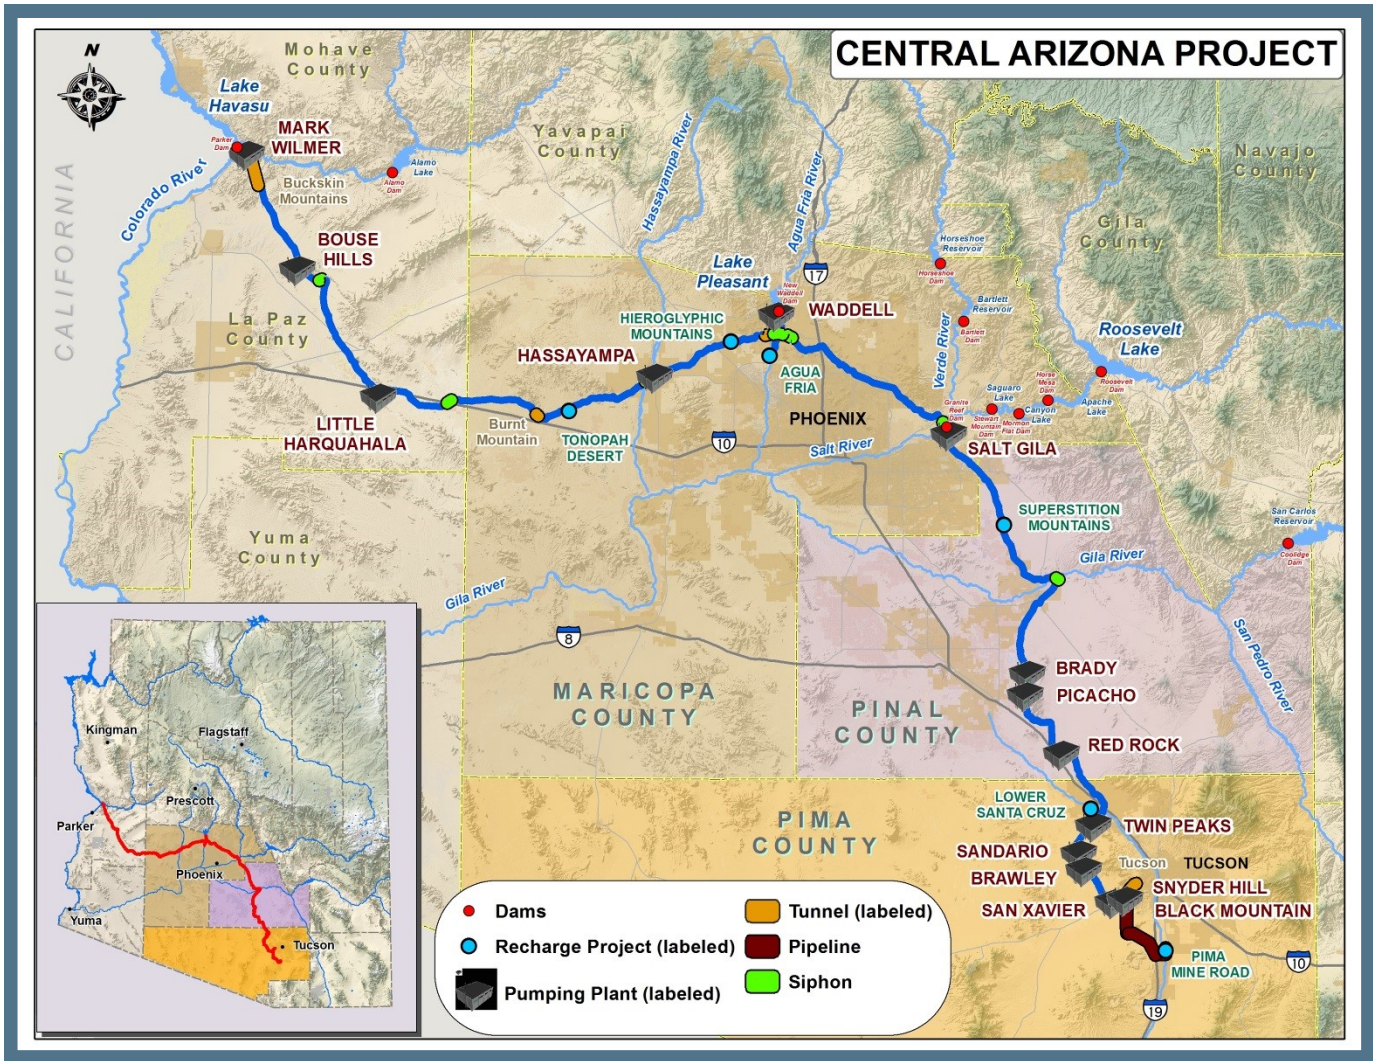 CENTRAL ARIZONA PROJECT
N
Mohave
County
Lake
Havasu
Parker
Dam
MARK
WILMER
Colorado River
CALIFORNIA
Buckskin
Mountains
Alamo
Lake
Alamo
Dam
Yavapai
County
Hassayampa River
Agua Fria River
Navajo
County
Gila
County
BOUSE
HILLS
La Paz
County
Lake
Pleasant
New
Waddell
Dam
17
WADDELL
Horseshoe
Reservoir
Horseshoe
Dam
Bartlett
Reservoir
Bartlett
Dam
Verde River
Roosevelt
Lake
Roosevelt
Dam
HIEROGLYPHIC
MOUNTAINS
HASSAYAMPA
AGUA
FRIA
PHOENIX
Horse
Mesa
Dam
Saguaro
Lake
Apache
Lake
Canyon
Lake
Granite
Reef
Dam
Stewart
Mountain
Dam
Mormon
Flat Dam
LITTLE
HARQUAHALA
Burnt
Mountain
TONOPAH
DESERT
10
Salt River
SALT GILA
SUPERSTITION
MOUNTAINS
San Carlos
Reservoir
Coolidge
Dam
Yuma
County
Gila River
Gila River
San Pedro River
8
MARICOPA
COUNTY
PINAL
COUNTY
BRADY
PICACHO
RED ROCK
PIMA
COUNTY
LOWER
SANTA CRUZ
TWIN PEAKS
SANDARIO
BRAWLEY
Tucson
TUCSON
SNYDER HILL
SAN XAVIER
BLACK MOUNTAIN
PIMA
MINE ROAD
10
19
Kingman
Flagstaff
Prescott
Parker
Phoenix
Yuma
Tucson
Dams
Recharge Project (labeled)
Pumping Plant (labeled)
Tunnel (labeled)
Pipeline
Siphon